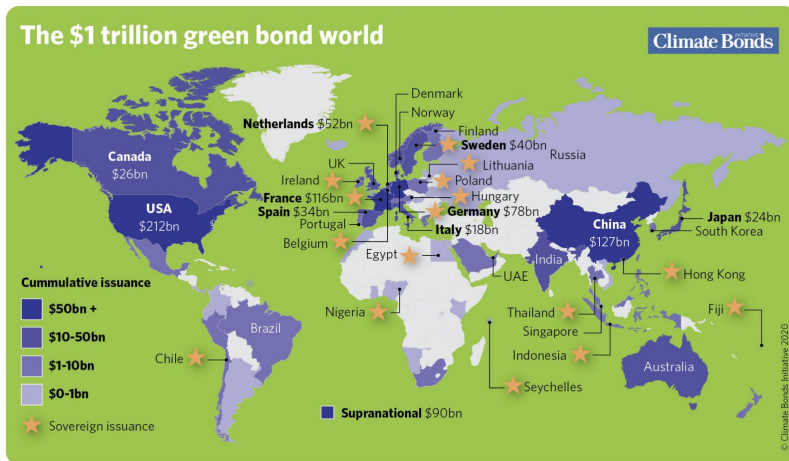 The $1 trillion green bond world
Climate Bonds
INITIATIVE
Denmark
Norway
Netherlands $52bn
Finland
Sweden $40bn
Canada
$26bn
UK
Lithuania
Russia
Ireland
Poland
France $116bn
Hungary
USA
$212bn
Spain $34bn
Germany $78bn
China
$127bn
Japan $24bn
Portugal
Italy $18bn
South Korea
Belgium
Egypt
India
UAE
Hong Kong
Cummulative issuance
$50bn +
$10-50bn
$1-10bn
$0-1bn
Sovereign issuance
Nigeria
Thailand
Fiji
Brazil
Singapore
Chile
Indonesia
Australia
Seychelles
Supranational $90bn
© Climate Bonds Initiative 2020